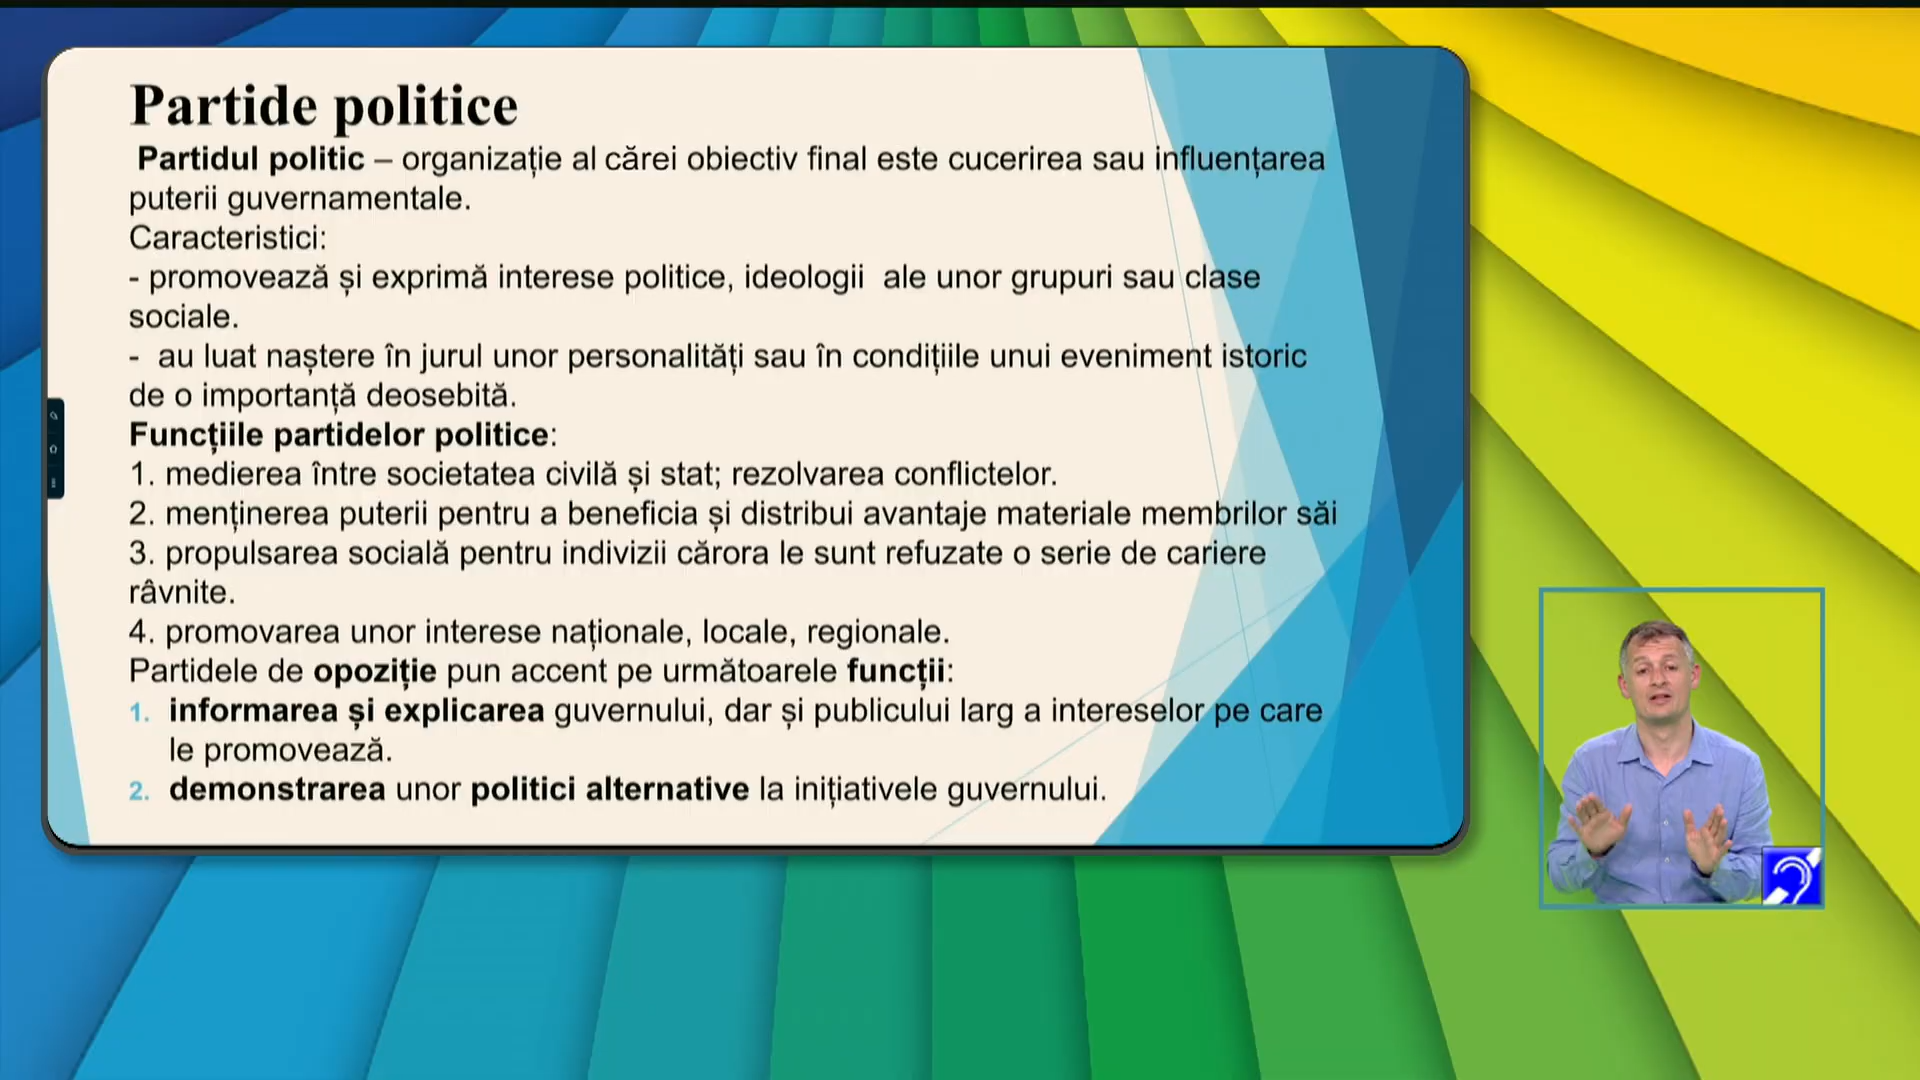 Partide politice
Partidul politic – organizație al cărei obiectiv final este cucerirea sau influențarea
puterii guvernamentale.
Caracteristici:
- promovează și exprimă interese politice, ideologii ale unor grupuri sau clase
sociale.
- au luat naștere în jurul unor personalități sau în condițiile unui eveniment istoric
de o importanță deosebită.
Funcțiile partidelor politice:
1. medierea între societatea civilă și stat; rezolvarea conflictelor.
2. menținerea puterii pentru a beneficia și distribui avantaje materiale membrilor săi
3. propulsarea socială pentru indivizii cărora le sunt refuzate o serie de cariere
râvnite.
4. promovarea unor interese naționale, locale, regionale.
Partidele de opoziție pun accent pe următoarele funcții:
1. informarea și explicarea guvernului, dar și publicului larg a intereselor pe care
le promovează.
2. demonstrarea unor politici alternative la inițiativele guvernului.